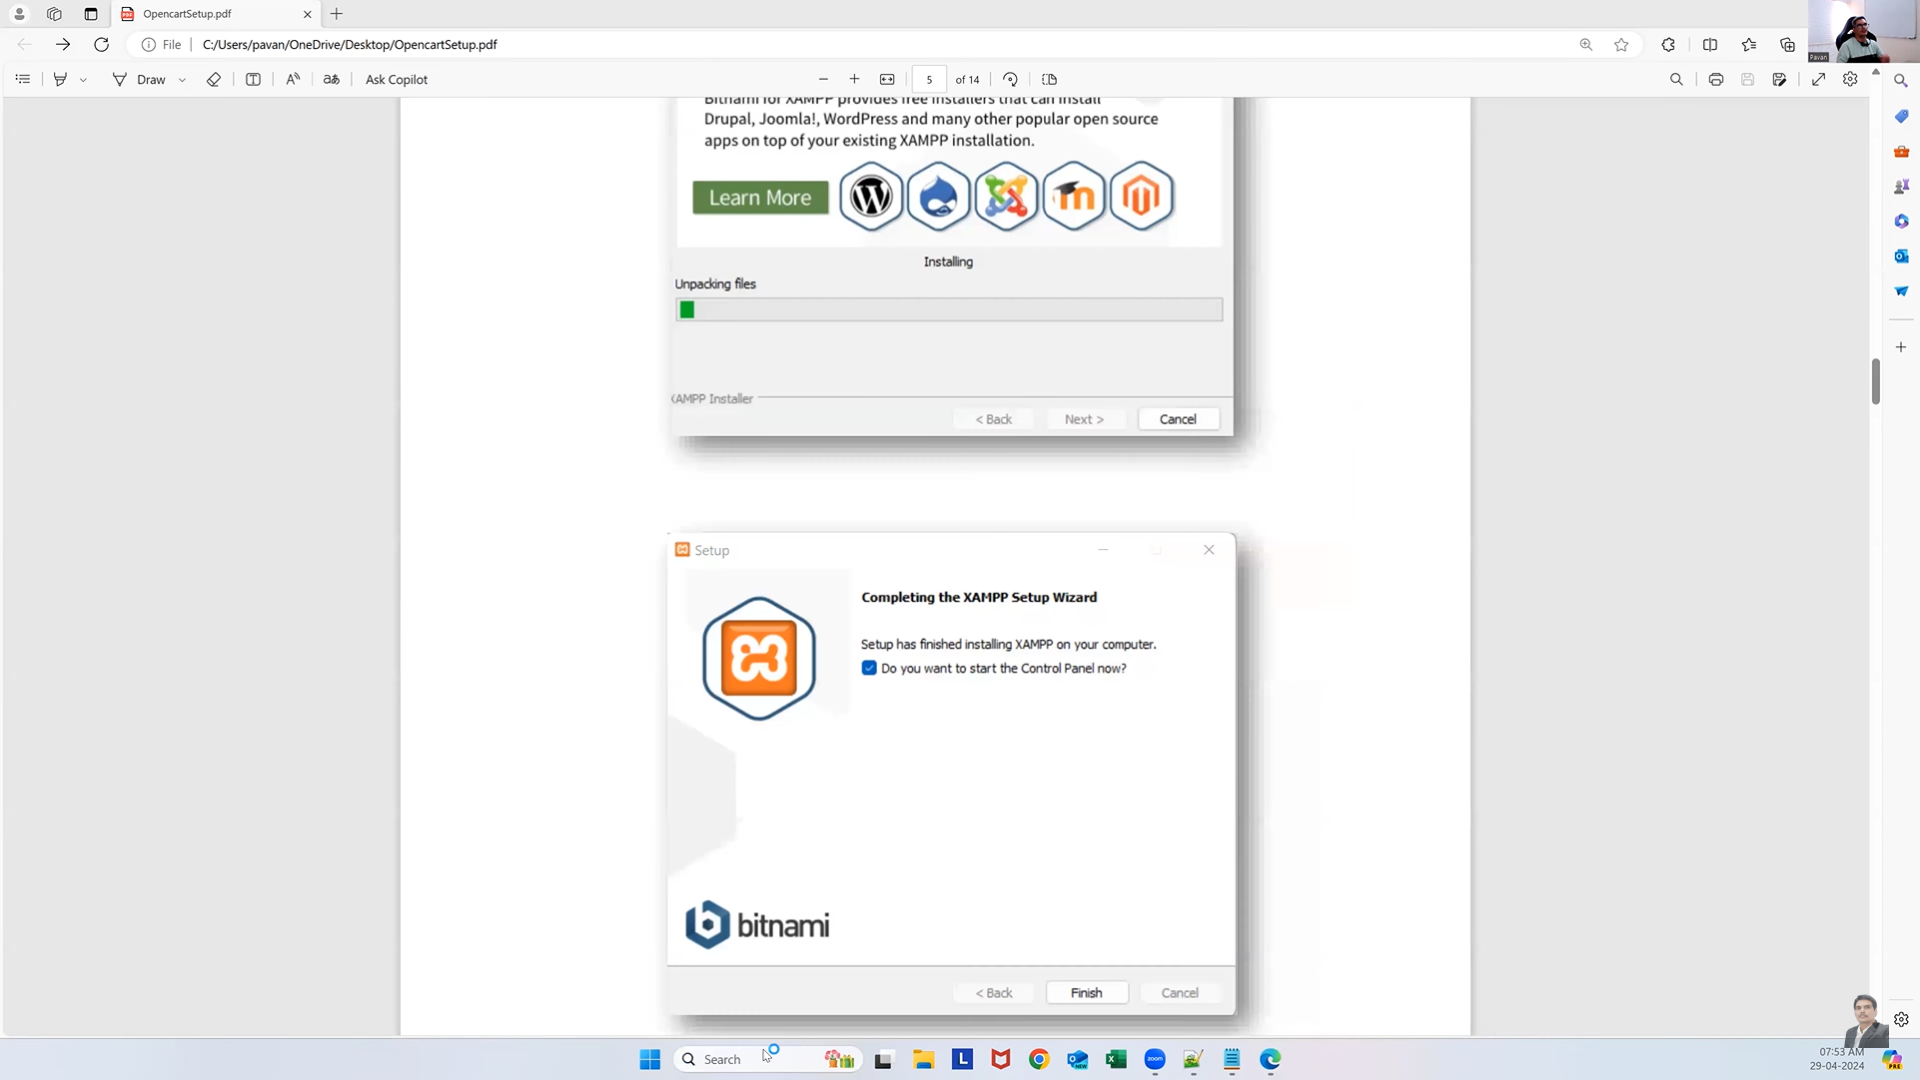 OpencartSetup.pdf
File
C:/Users/pavan/OneDrive/Desktop/OpencartSetup.pdf
Pavan
Draw
Ask Copilot
5 of 14
Bitnami for XAMPP provides free installers that can install
Drupal, Joomla!, WordPress and many other popular open source
apps on top of your existing XAMPP installation.
Learn More
Installing
Unpacking files
XAMPP Installer
< Back
Next >
Cancel
Setup
Completing the XAMPP Setup Wizard
Setup has finished installing XAMPP on your computer.
Do you want to start the Control Panel now?
bitnami
< Back
Finish
Cancel
Search
07:53 AM
29-04-2024